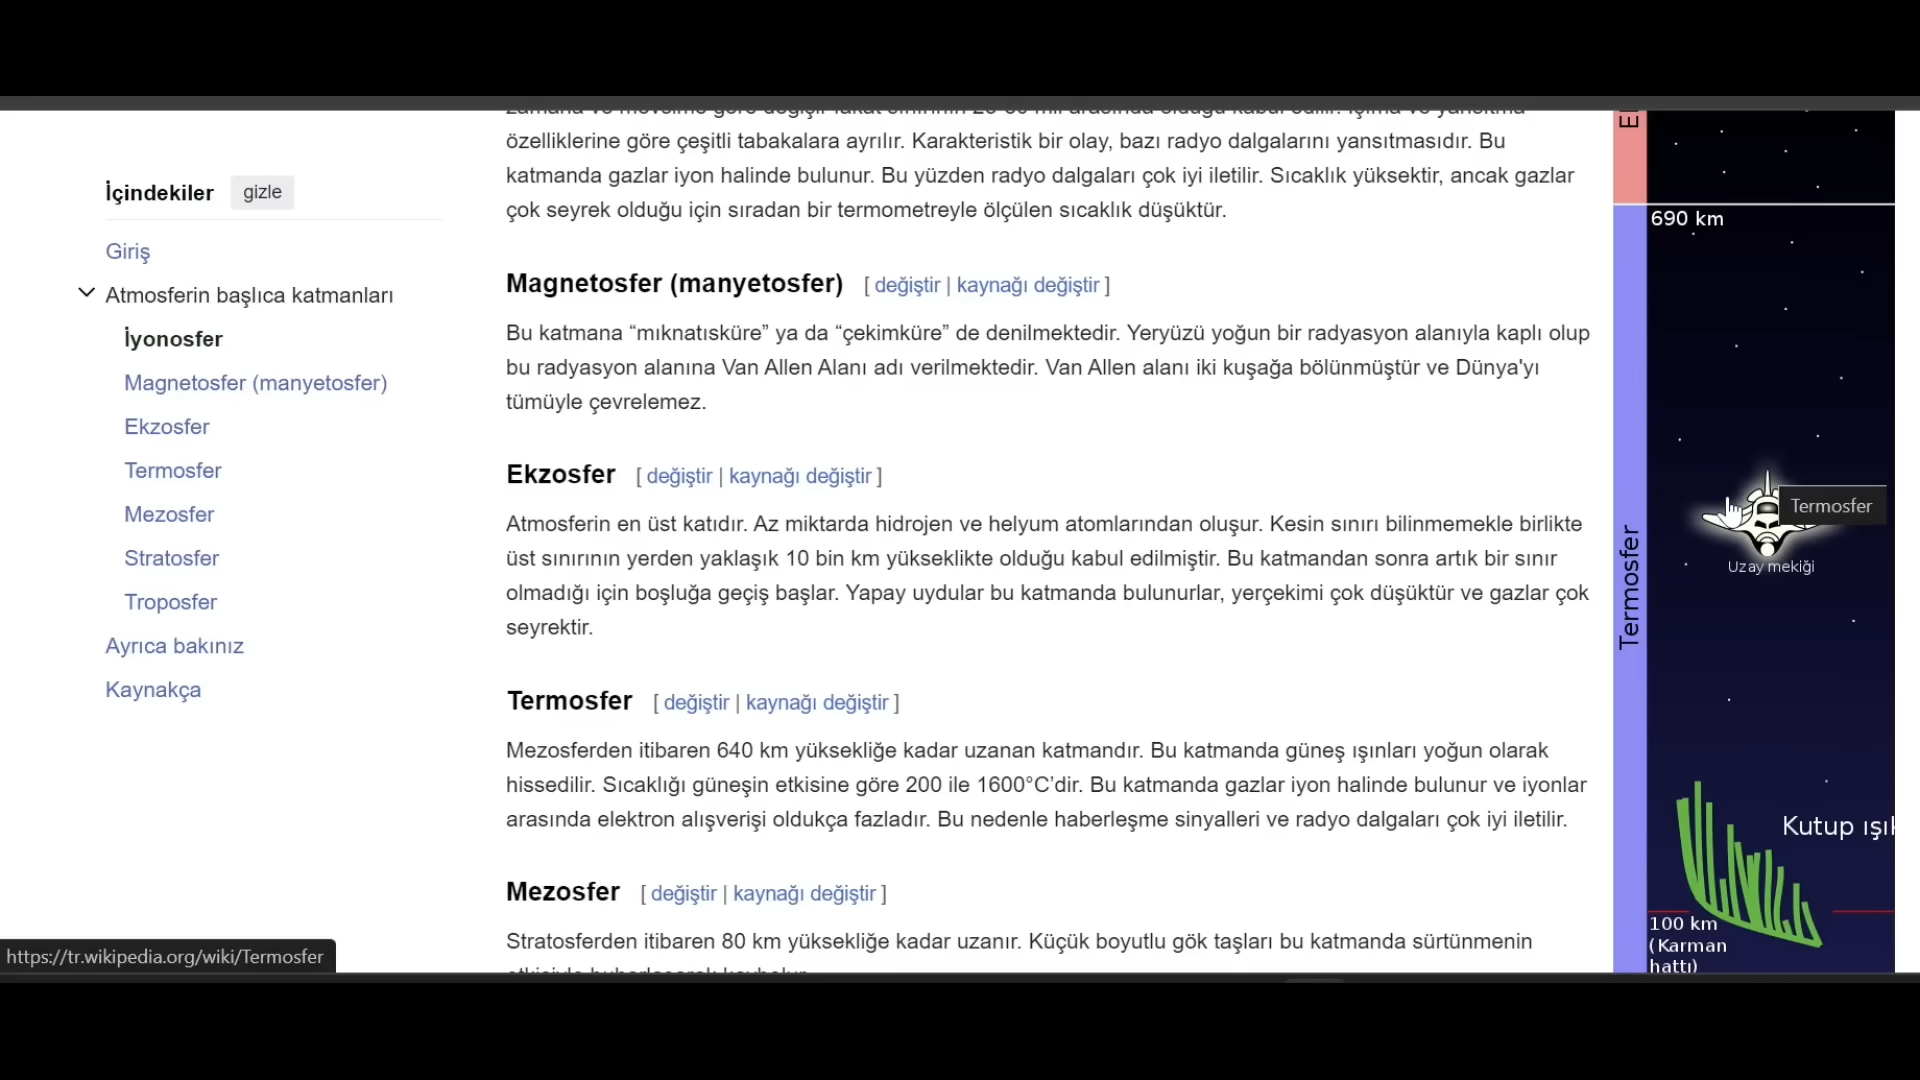 İçindekiler gizle
Giriş
Atmosferin başlıca katmanları
İyonosfer
Magnetosfer (manyetosfer)
Ekzosfer
Termosfer
Mezosfer
Stratosfer
Troposfer
Ayrıca bakınız
Kaynakça
özelliklerine göre çeşitli tabakalara ayrılır. Karakteristik bir olay, bazı radyo dalgalarını yansıtmasıdır. Bu
katmanda gazlar iyon halinde bulunur. Bu yüzden radyo dalgaları çok iyi iletilir. Sıcaklık yüksektir, ancak gazlar
çok seyrek olduğu için sıradan bir termometreyle ölçülen sıcaklık düşüktür.
Magnetosfer (manyetosfer) [ değiştir | kaynağı değiştir ]
Bu katmana “mıknatısküre” ya da “çekimküre” de denilmektedir. Yeryüzü yoğun bir radyasyon alanıyla kaplı olup
bu radyasyon alanına Van Allen Alanı adı verilmektedir. Van Allen alanı iki kuşağa bölünmüştür ve Dünya'yı
tümüyle çevrelemez.
Ekzosfer [ değiştir | kaynağı değiştir ]
Atmosferin en üst katıdır. Az miktarda hidrojen ve helyum atomlarından oluşur. Kesin sınırı bilinmemekle birlikte
üst sınırının yerden yaklaşık 10 bin km yükseklikte olduğu kabul edilmiştir. Bu katmandan sonra artık bir sınır
olmadığı için boşluğa geçiş başlar. Yapay uydular bu katmanda bulunurlar, yerçekimi çok düşüktür ve gazlar çok
seyrektir.
Termosfer [ değiştir | kaynağı değiştir ]
Mezosferden itibaren 640 km yüksekliğe kadar uzanan katmandır. Bu katmanda güneş ışınları yoğun olarak
hissedilir. Sıcaklığı güneşin etkisine göre 200 ile 1600°C’dir. Bu katmanda gazlar iyon halinde bulunur ve iyonlar
arasında elektron alışverişi oldukça fazladır. Bu nedenle haberleşme sinyalleri ve radyo dalgaları çok iyi iletilir.
Mezosfer [ değiştir | kaynağı değiştir ]
Stratosferden itibaren 80 km yüksekliğe kadar uzanır. Küçük boyutlu gök taşları bu katmanda sürtünmenin
E
690 km
Termosfer
Termosfer
Uzay mekiği
Kutup ışık
100 km
(Karman
hattı)
https://tr.wikipedia.org/wiki/Termosfer